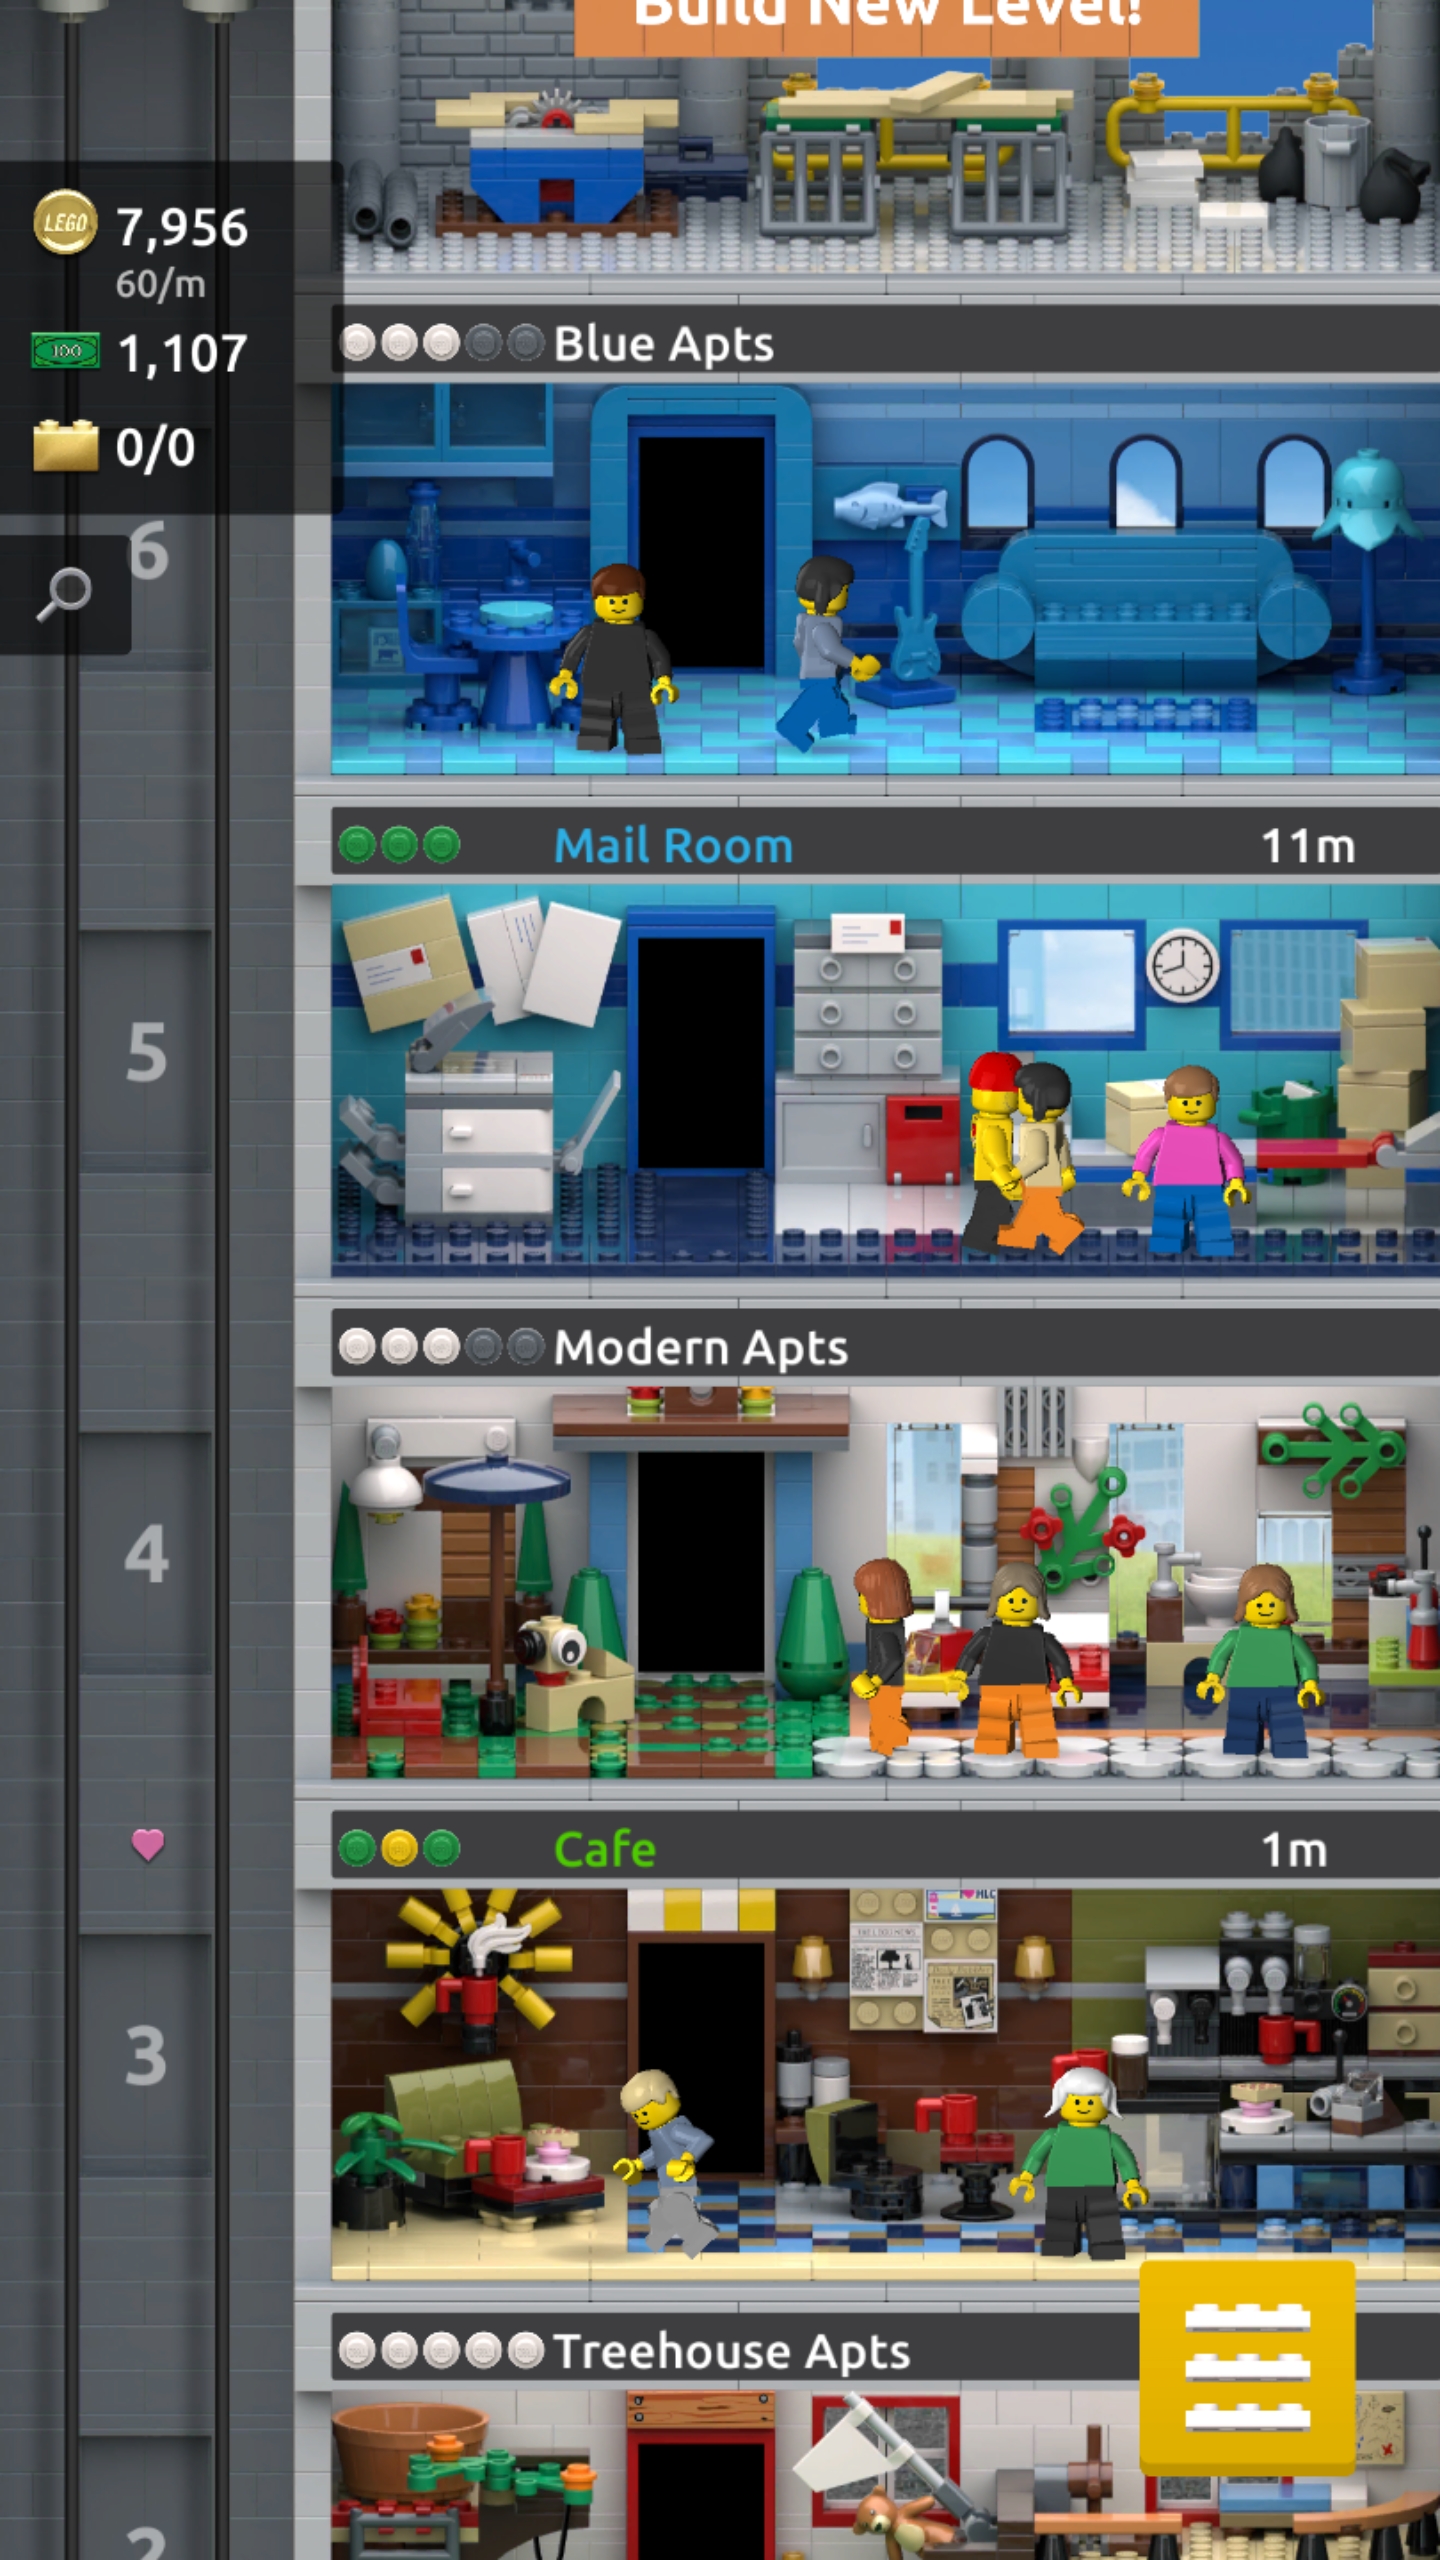 Build New Level!
LEGO 7,956
60/m
100 1,107
0/0
6
Blue Apts
Mail Room 11m
5
Modern Apts
4
Cafe 1m
3
Treehouse Apts
2